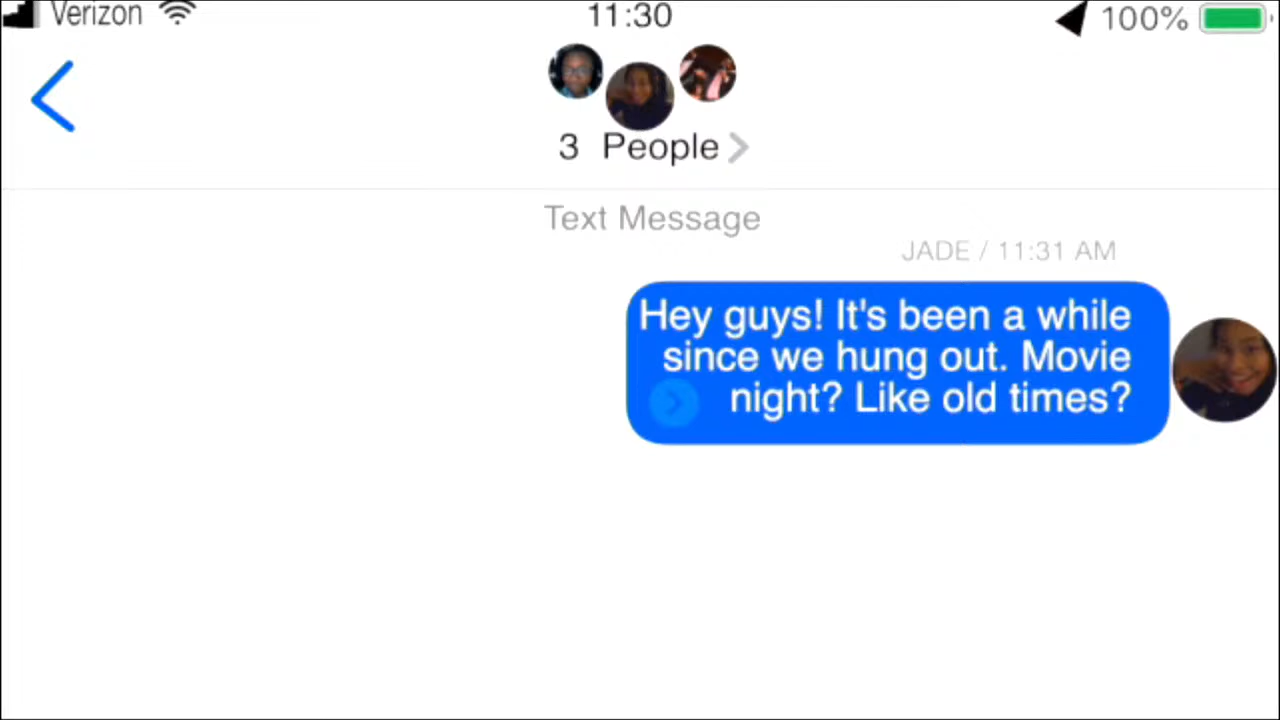 Verizon 11:30 100%
3 People
Text Message
JADE / 11:31 AM
Hey guys! It's been a while
since we hung out. Movie
night? Like old times?